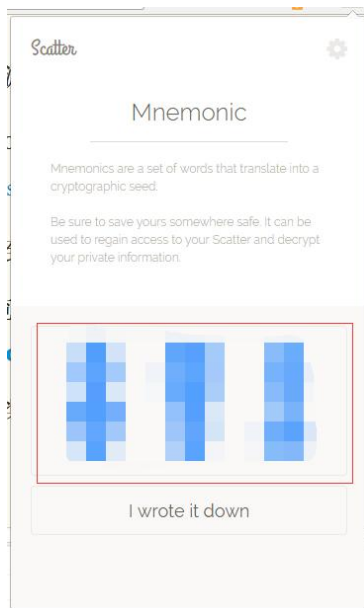 Scatter
Mnemonic
Mnemonics are a set of words that translate into a
cryptographic seed.
Be sure to save yours somewhere safe. It can be
used to regain access to your Scatter and decrypt
your private information.
I wrote it down